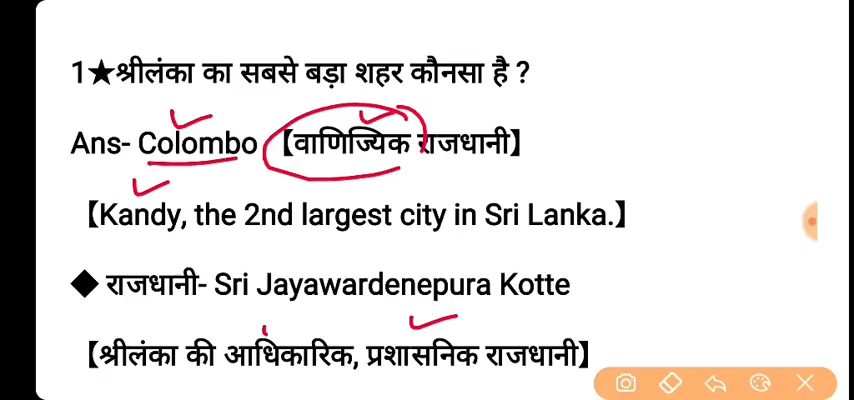 1★श्रीलंका का सबसे बड़ा शहर कौनसा है ?
Ans- Colombo 【वाणिज्यिक राजधानी】
【Kandy, the 2nd largest city in Sri Lanka.】
◆ राजधानी- Sri Jayawardenepura Kotte
【श्रीलंका की आधिकारिक, प्रशासनिक राजधानी】